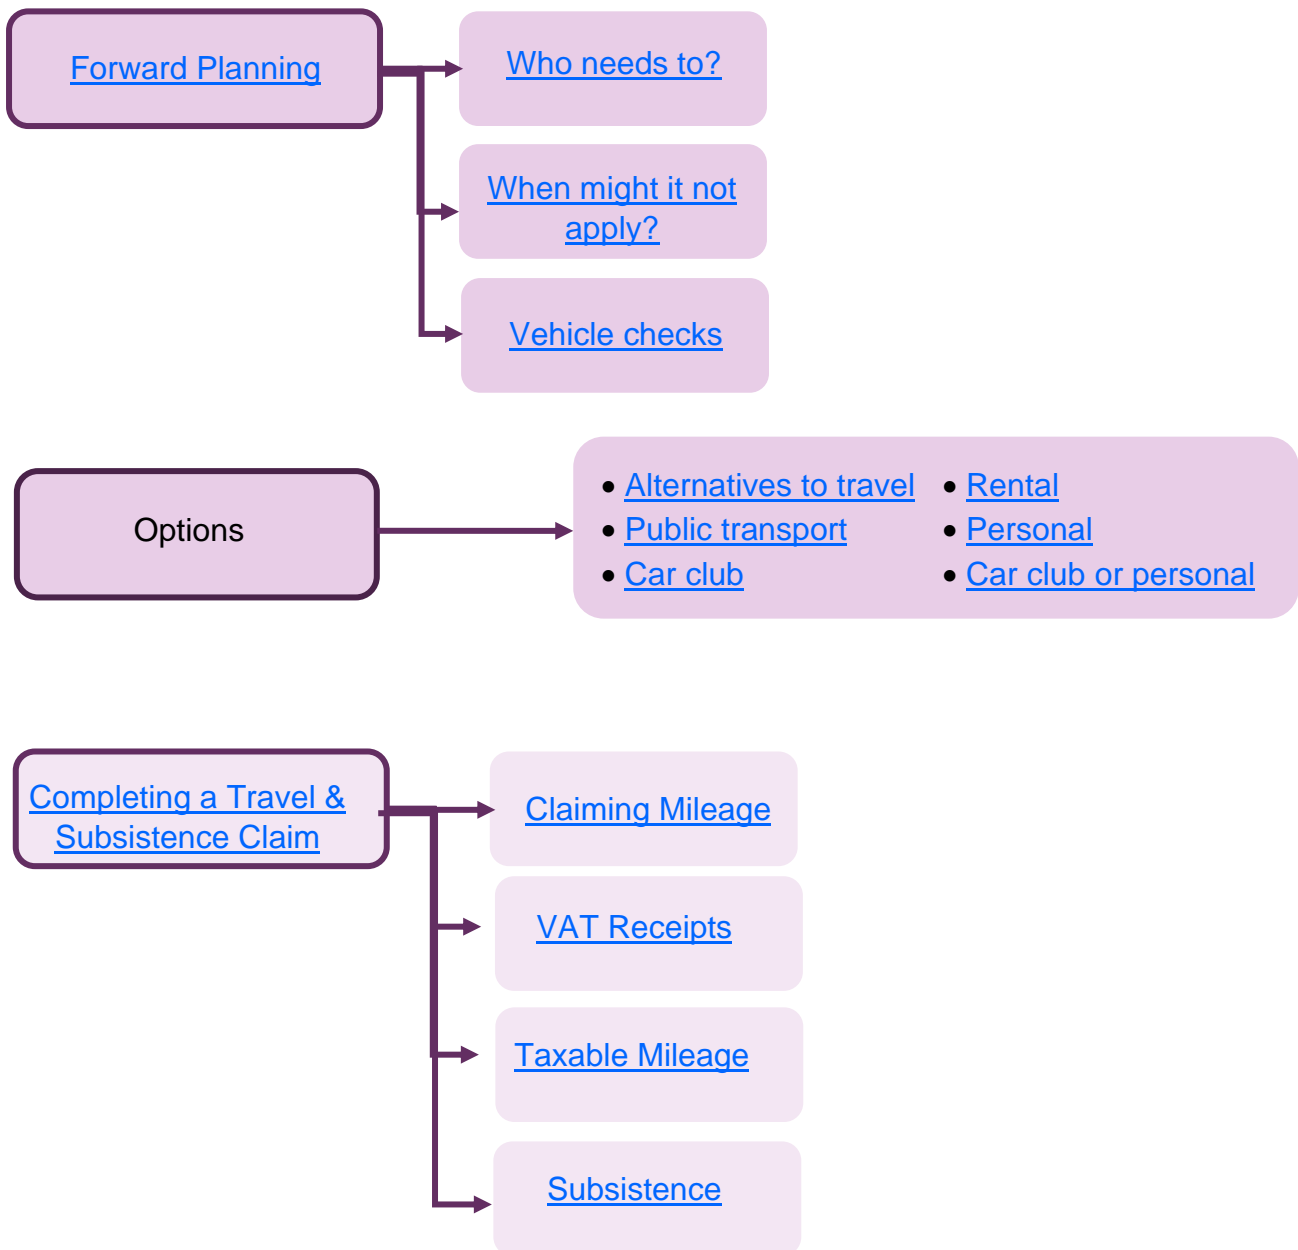 Forward Planning
Who needs to?
When might it not
apply?
Vehicle checks
Options
• Alternatives to travel
• Public transport
• Car club
• Rental
• Personal
• Car club or personal
Completing a Travel &
Subsistence Claim
Claiming Mileage
VAT Receipts
Taxable Mileage
Subsistence